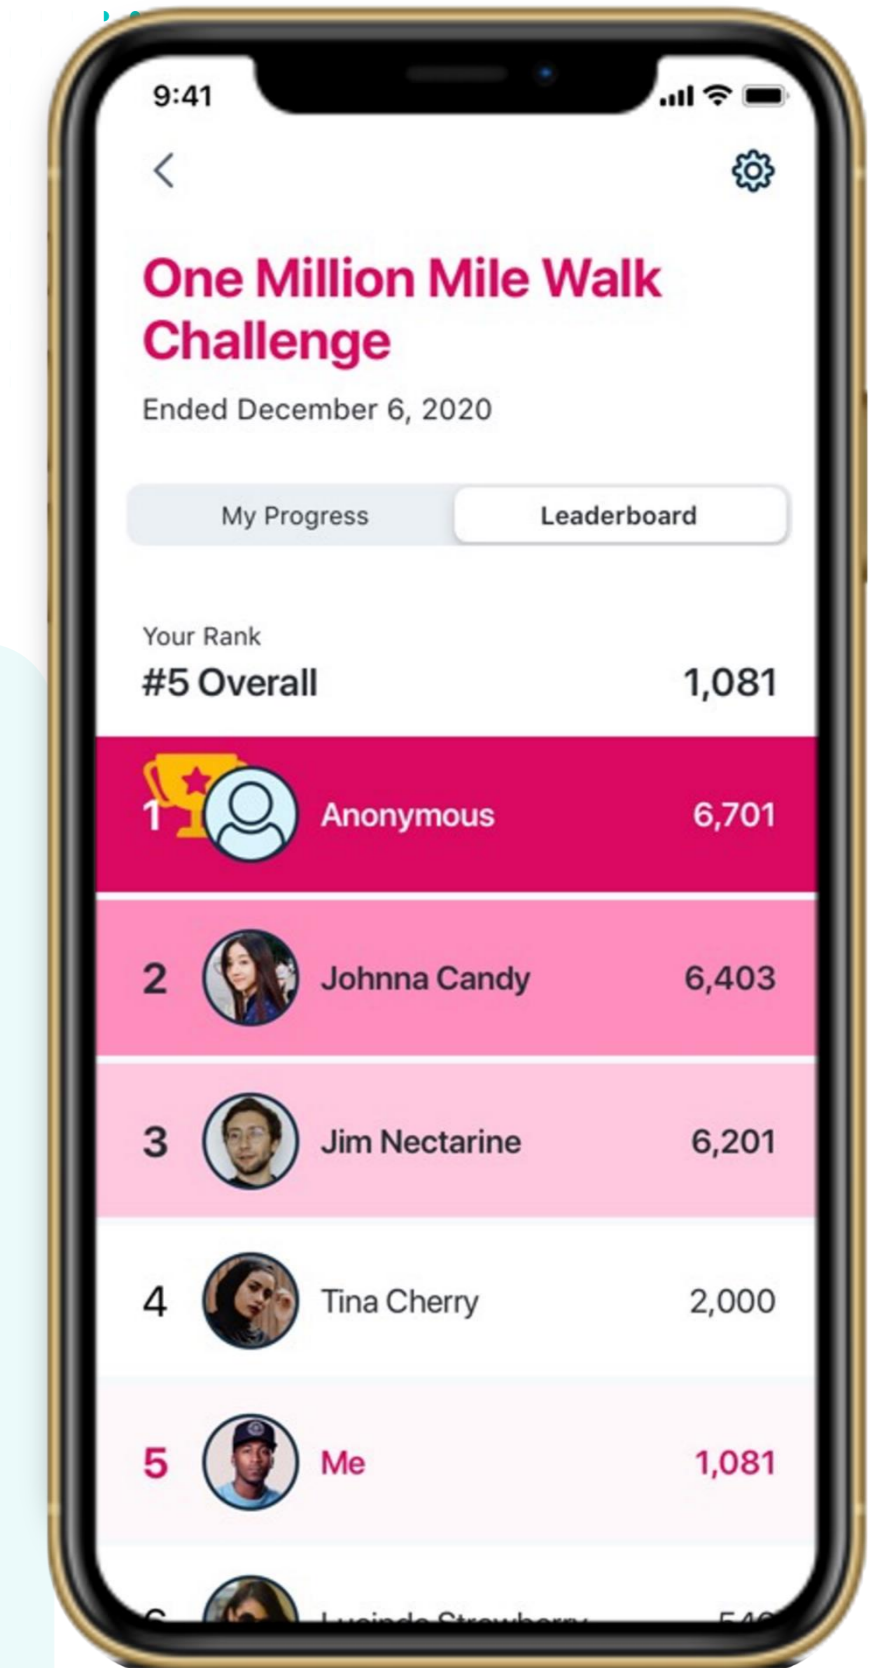 9:41
One Million Mile Walk
Challenge
Ended December 6, 2020
My Progress Leaderboard
Your Rank
#5 Overall 1,081
1 Anonymous 6,701
2 Johnna Candy 6,403
3 Jim Nectarine 6,201
4 Tina Cherry 2,000
5 Me 1,081